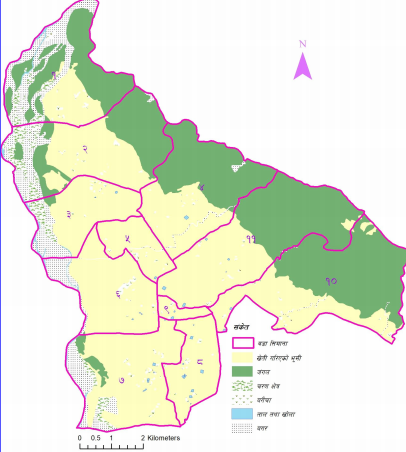 N
१
२
४
३
५
११
६
१०
९
८
७
संकेत
वडा सिमाना
खेती गरिएको भूमी
जंगल
चरण क्षेत्र
बगैंचा
ताल तथा खोला
बगर
0 0.5 1 2 Kilometers